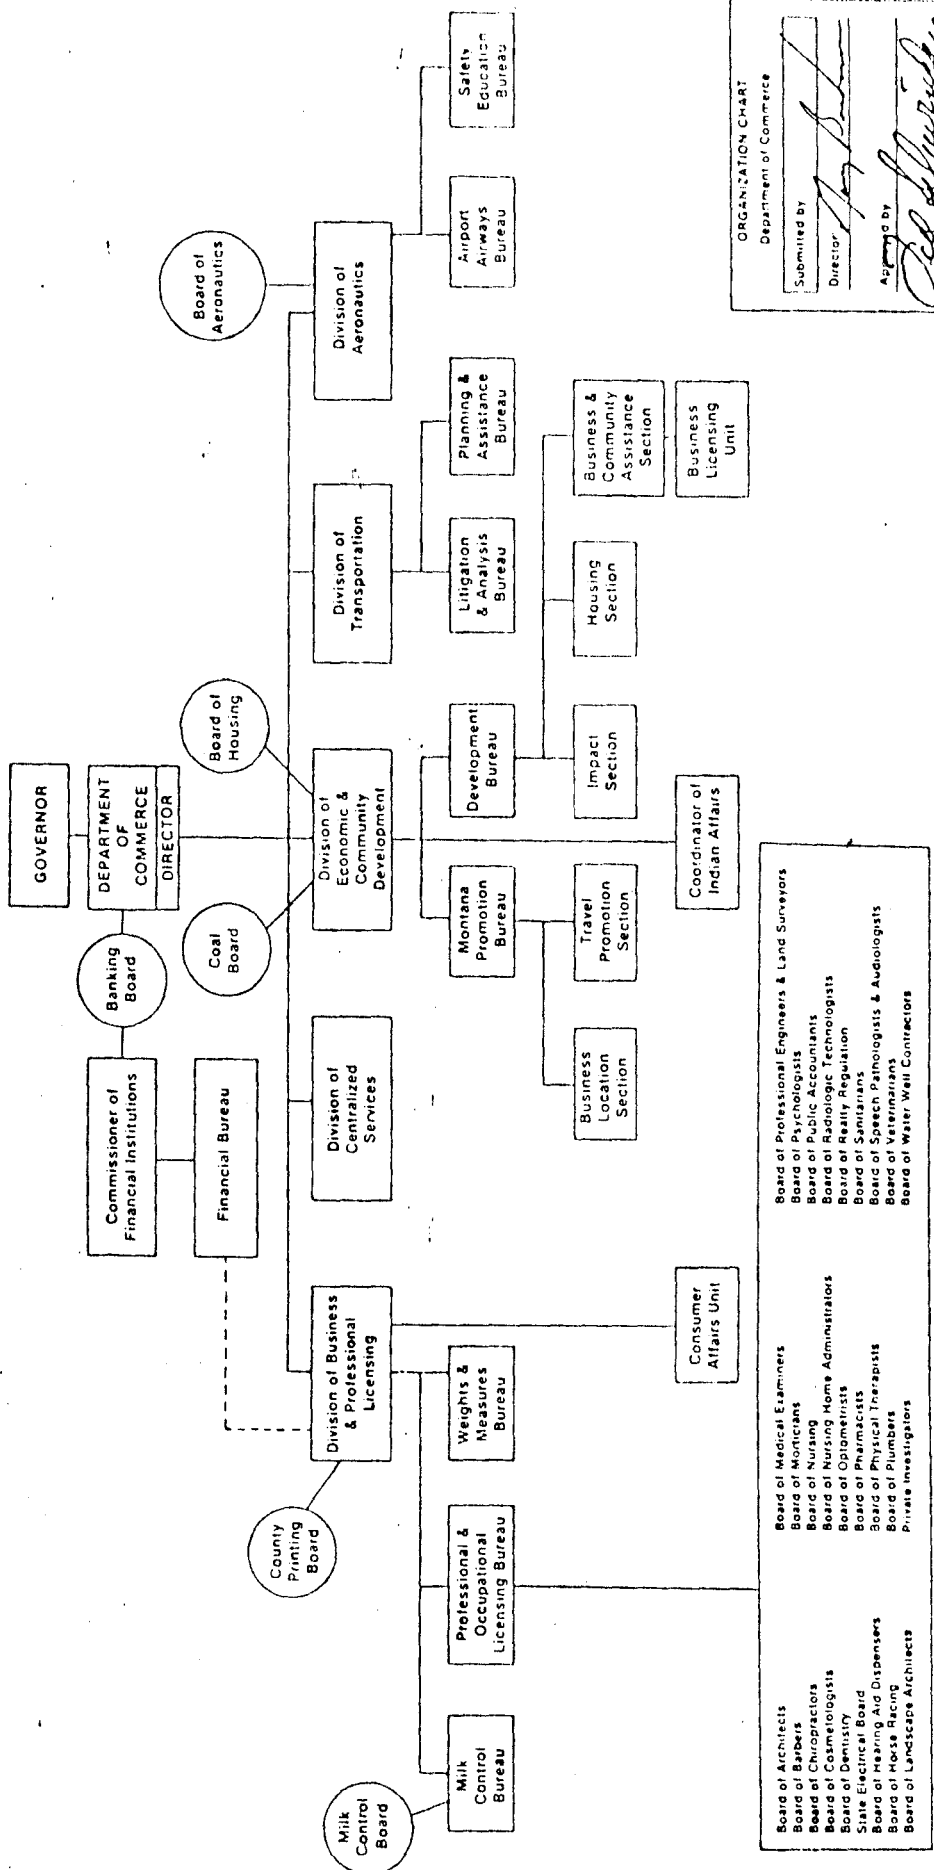 GOVERNOR
DEPARTMENT
OF
COMMERCE
DIRECTOR
Banking
Board
Commissioner of
Financial Institutions
Financial Bureau
Coal
Board
Board of
Housing
Board of
Aeronautics
County
Printing
Board
Division of Business
& Professional
Licensing
Division of
Centralized
Services
Division of
Economic &
Community
Development
Division of
Transportation
Division of
Aeronautics
Milk
Control
Board
Milk
Control
Bureau
Professional &
Occupational
Licensing Bureau
Weights &
Measures
Bureau
Montana
Promotion
Bureau
Development
Bureau
Litigation
& Analysis
Bureau
Planning &
Assistance
Bureau
Airport
Airways
Bureau
Safety
Education
Bureau
Business
Location
Section
Travel
Promotion
Section
Impact
Section
Housing
Section
Business &
Community
Assistance
Section
Business
Licensing
Unit
Consumer
Affairs Unit
Coordinator of
Indian Affairs
Board of Architects
Board of Barbers
Board of Chiropractors
Board of Cosmetologists
Board of Dentistry
State Electrical Board
Board of Hearing Aid Dispensers
Board of Horse Racing
Board of Landscape Architects
Board of Medical Examiners
Board of Morticians
Board of Nursing
Board of Nursing Home Administrators
Board of Optometrists
Board of Pharmacists
Board of Physical Therapists
Board of Plumbers
Private Investigators
Board of Professional Engineers & Land Surveyors
Board of Psychologists
Board of Public Accountants
Board of Radiologic Technologists
Board of Realty Regulation
Board of Sanitarians
Board of Speech Pathologists & Audiologists
Board of Veterinarians
Board of Water Well Contractors
ORGANIZATION CHART
Department of Commerce
Submitted by
Director
Approved by